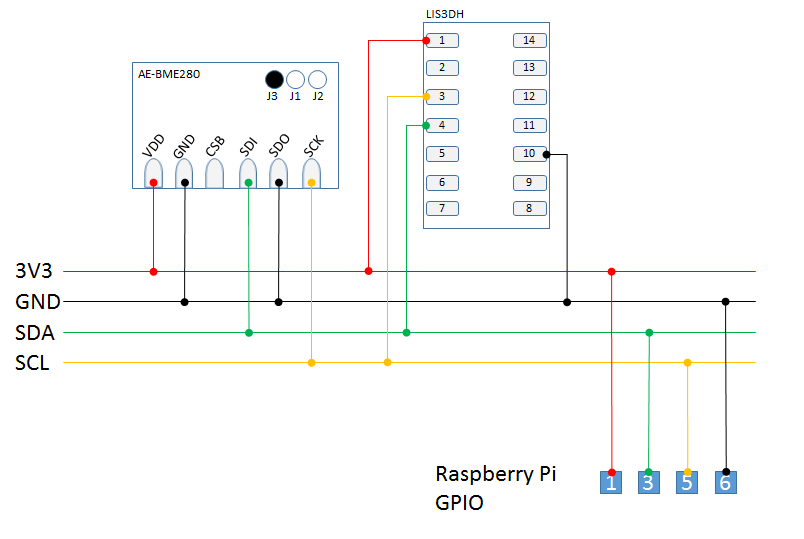 LIS3DH
AE-BME280
J3 J1 J2
VDD GND CSB SDI SDO SCK
1 14
2 13
3 12
4 11
5 10
6 9
7 8
3V3
GND
SDA
SCL
Raspberry Pi
GPIO
1 3 5 6